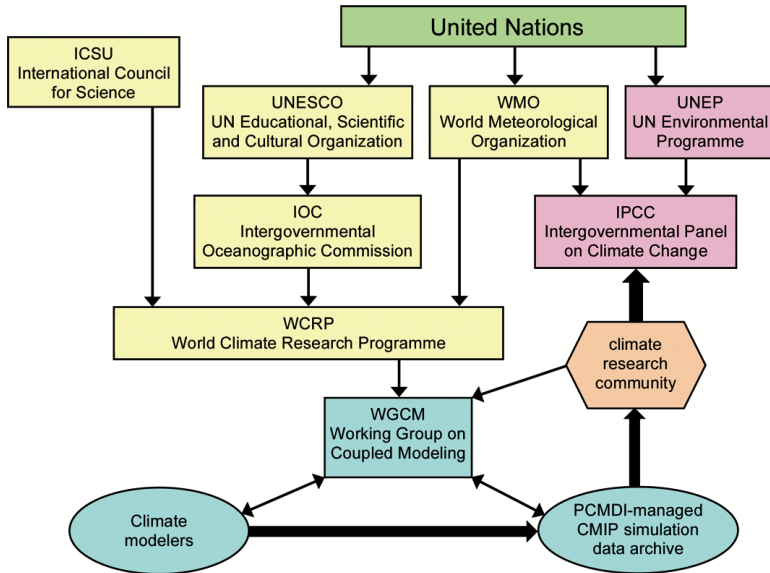 United Nations
ICSU
International Council
for Science
UNESCO
UN Educational, Scientific
and Cultural Organization
WMO
World Meteorological
Organization
UNEP
UN Environmental
Programme
IOC
Intergovernmental
Oceanographic Commission
IPCC
Intergovernmental Panel
on Climate Change
WCRP
World Climate Research Programme
climate
research
community
WGCM
Working Group on
Coupled Modeling
Climate
modelers
PCMDI-managed
CMIP simulation
data archive